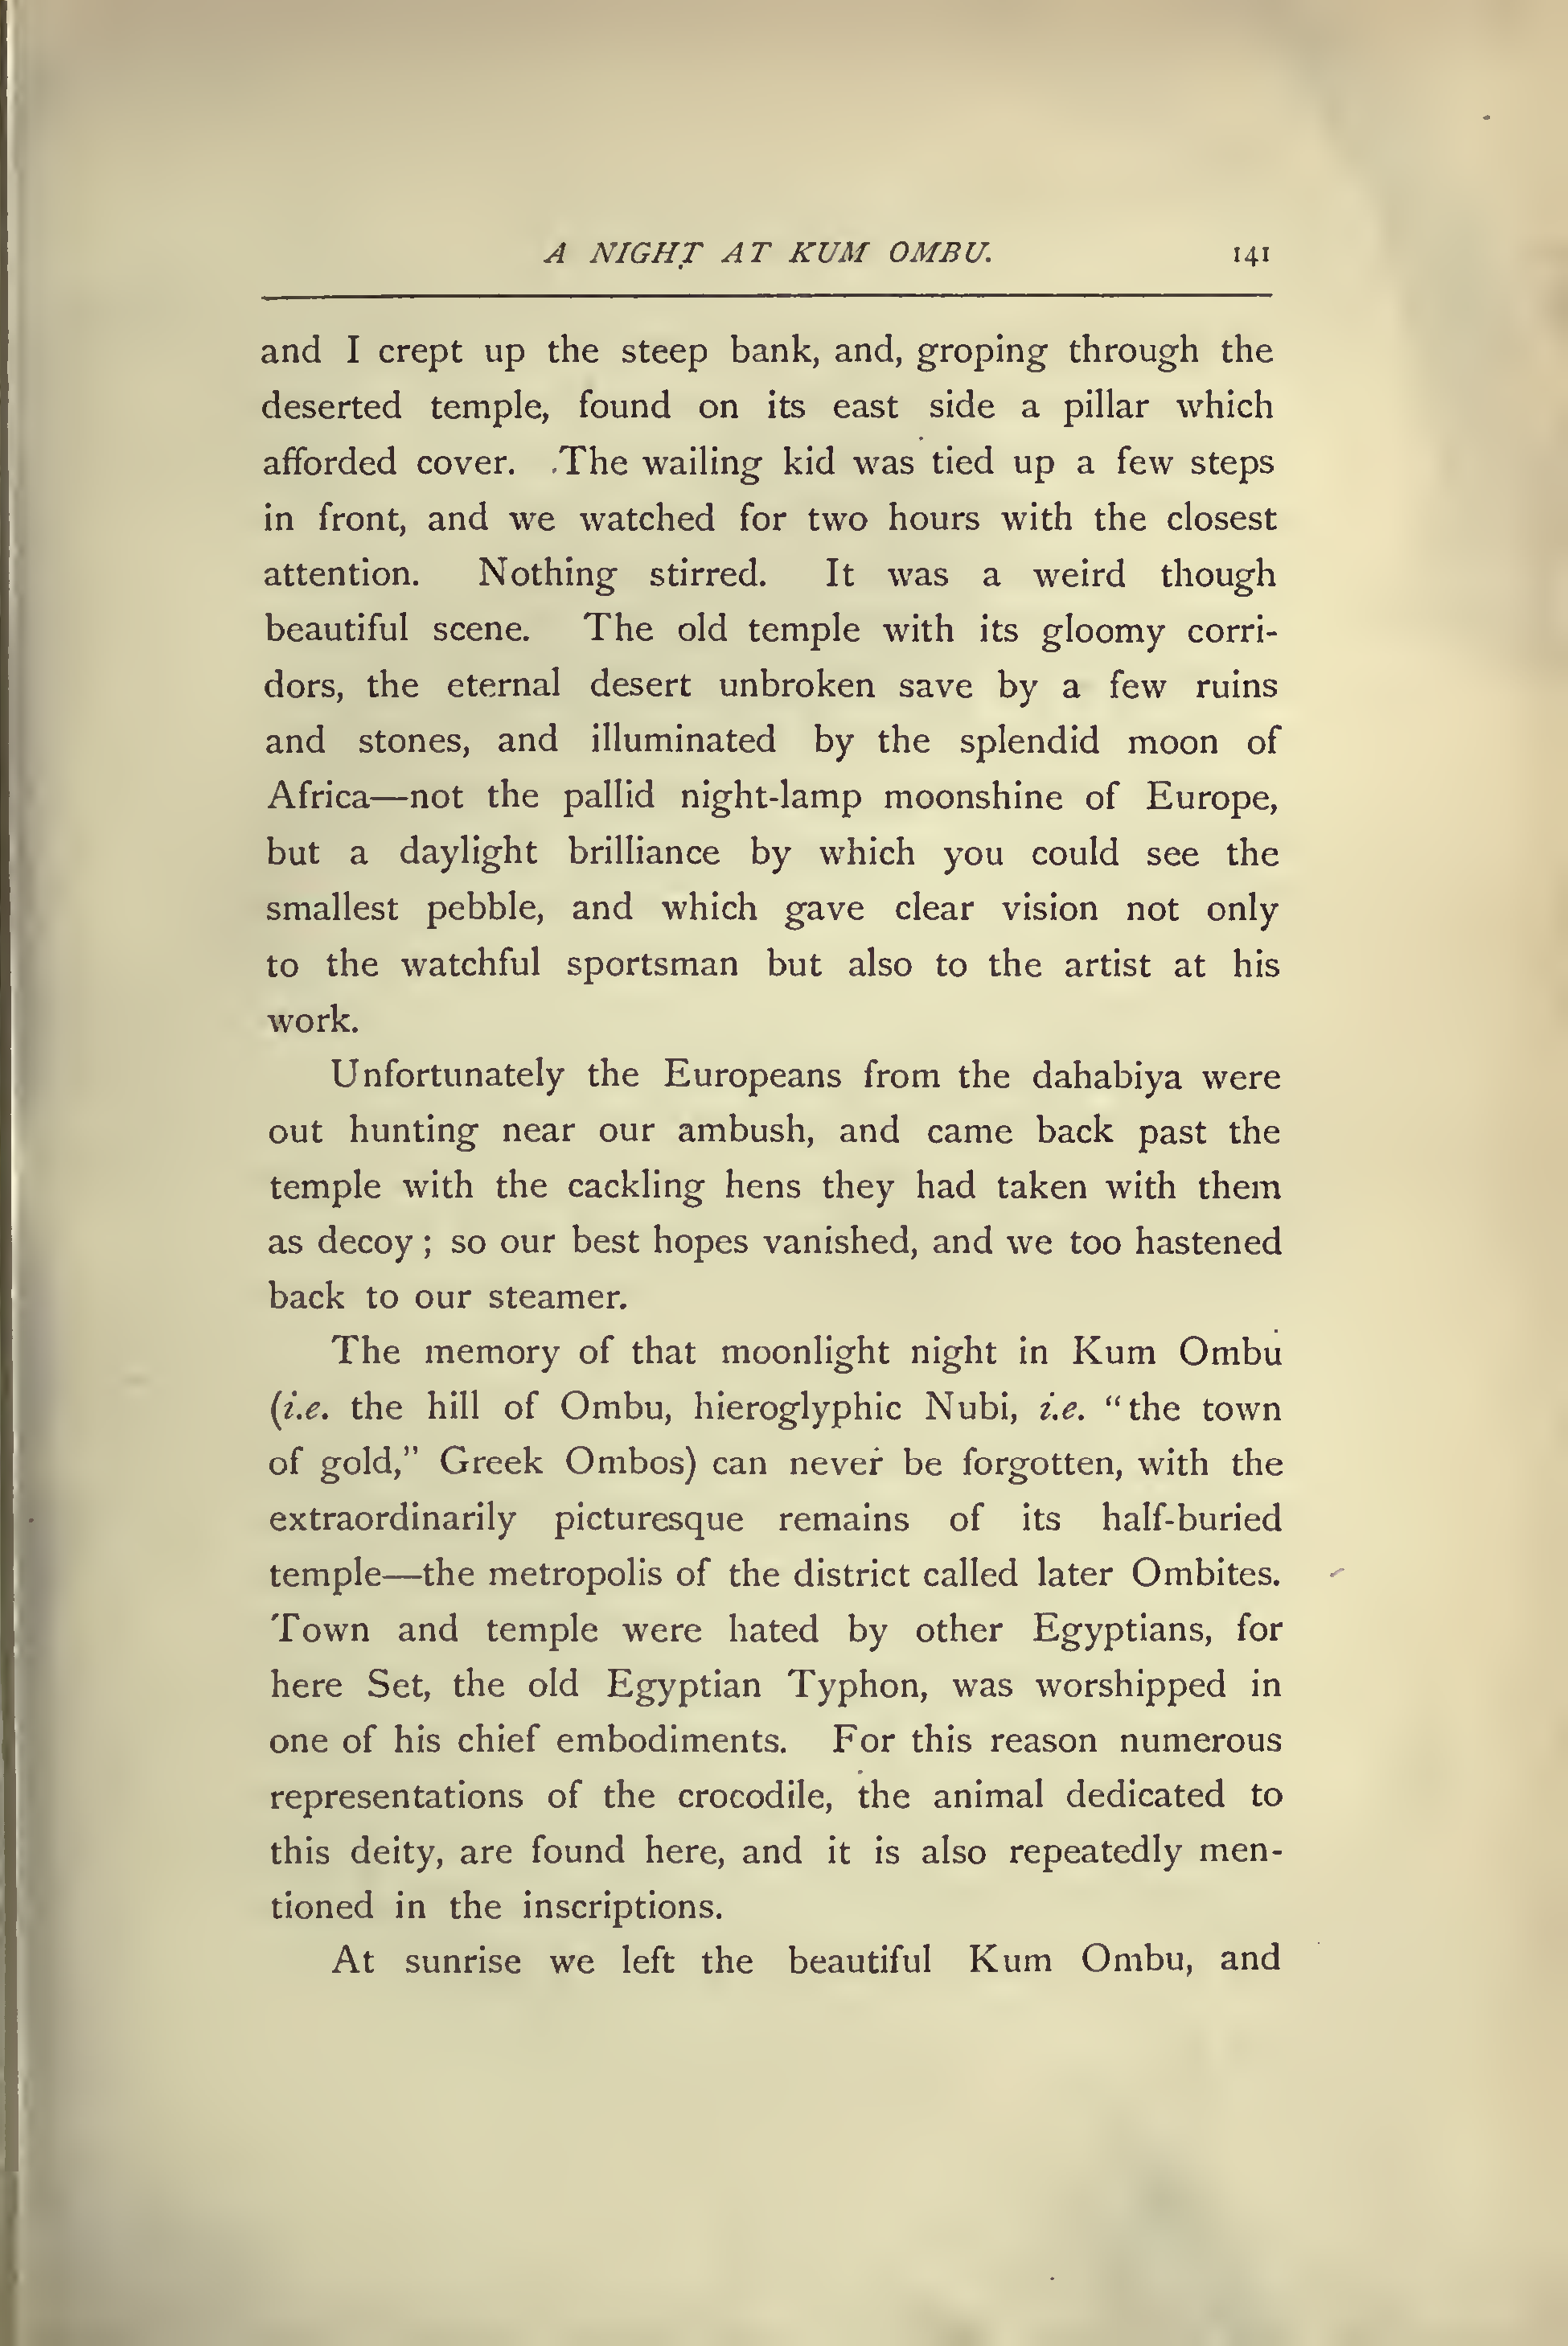 A NIGHT AT KUM OMBU. 141
and I crept up the steep bank, and, groping through the
deserted temple, found on its east side a pillar which
afforded cover. The wailing kid was tied up a few steps
in front, and we watched for two hours with the closest
attention. Nothing stirred. It was a weird though
beautiful scene. The old temple with its gloomy corri-
dors, the eternal desert unbroken save by a few ruins
and stones, and illuminated by the splendid moon of
Africa—not the pallid night-lamp moonshine of Europe,
but a daylight brilliance by which you could see the
smallest pebble, and which gave clear vision not only
to the watchful sportsman but also to the artist at his
work.
Unfortunately the Europeans from the dahabiya were
out hunting near our ambush, and came back past the
temple with the cackling hens they had taken with them
as decoy; so our best hopes vanished, and we too hastened
back to our steamer.
The memory of that moonlight night in Kum Ombu
(i.e. the hill of Ombu, hieroglyphic Nubi, i.e. “the town
of gold,” Greek Ombos) can never be forgotten, with the
extraordinarily picturesque remains of its half-buried
temple—the metropolis of the district called later Ombites.
Town and temple were hated by other Egyptians, for
here Set, the old Egyptian Typhon, was worshipped in
one of his chief embodiments. For this reason numerous
representations of the crocodile, the animal dedicated to
this deity, are found here, and it is also repeatedly men-
tioned in the inscriptions.
At sunrise we left the beautiful Kum Ombu, and